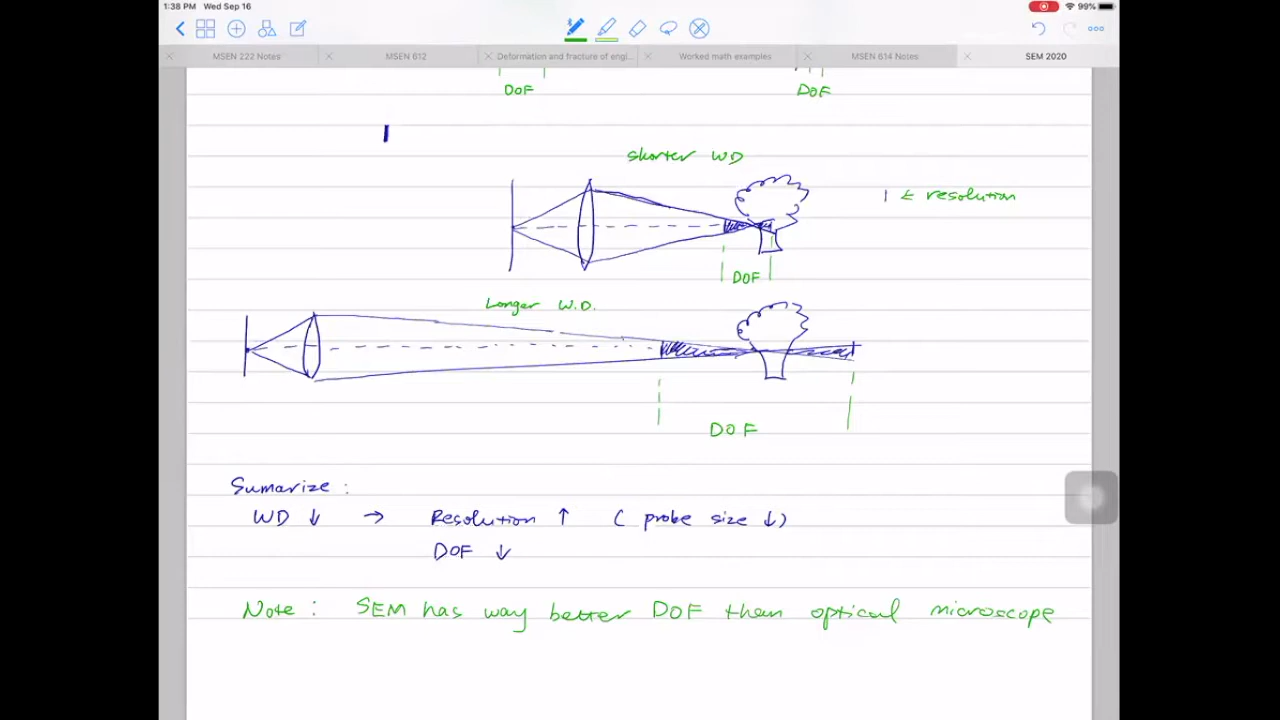 1:38 PM Wed Sep 16
99%
MSEN 222 Notes
MSEN 612
Deformation and fracture of engi...
Worked math examples
MSEN 614 Notes
SEM 2020
DOF
DOF
shorter WD
1 ← resolution
DOF
Longer W.D.
DOF
Sumarize :
WD ↓ → Resolution ↑ ( probe size ↓)
DOF ↓
Note : SEM has way better DOF then optical microscope